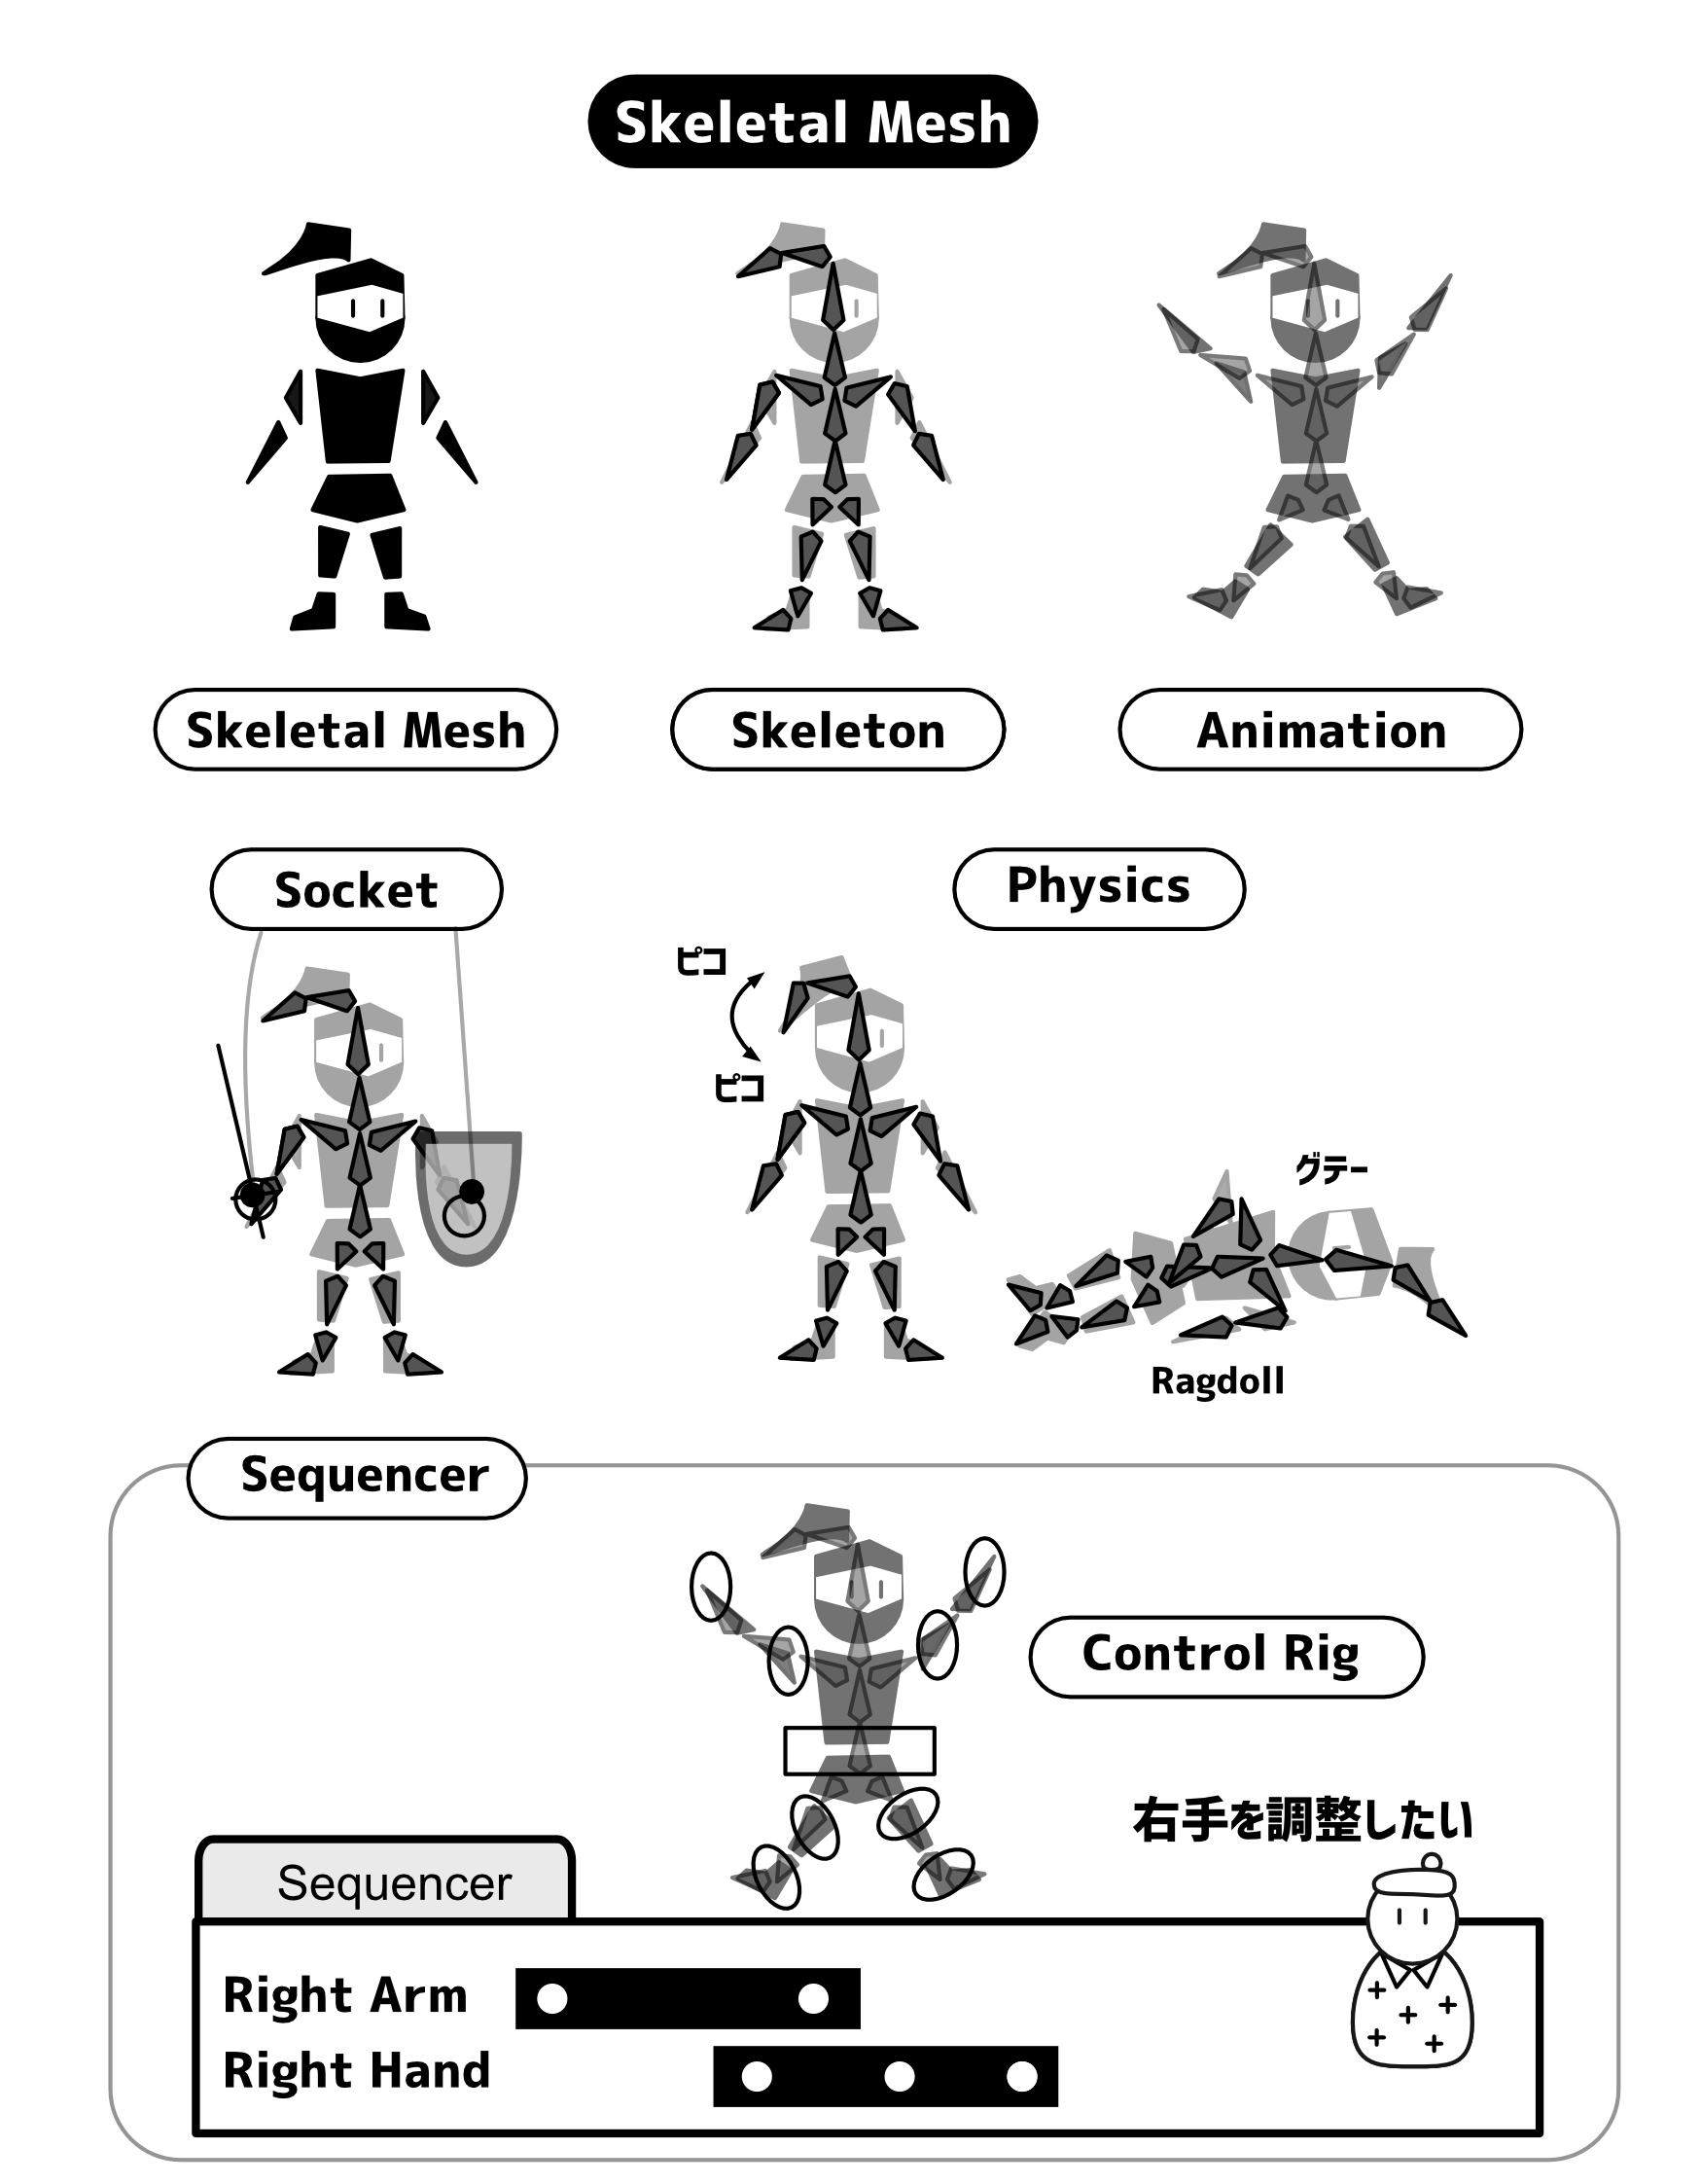 Skeletal Mesh
Skeletal Mesh
Skeleton
Animation
Socket
Physics
ピコ
ピコ
グテー
Ragdoll
Sequencer
Control Rig
右手を調整したい
Sequencer
Right Arm
Right Hand